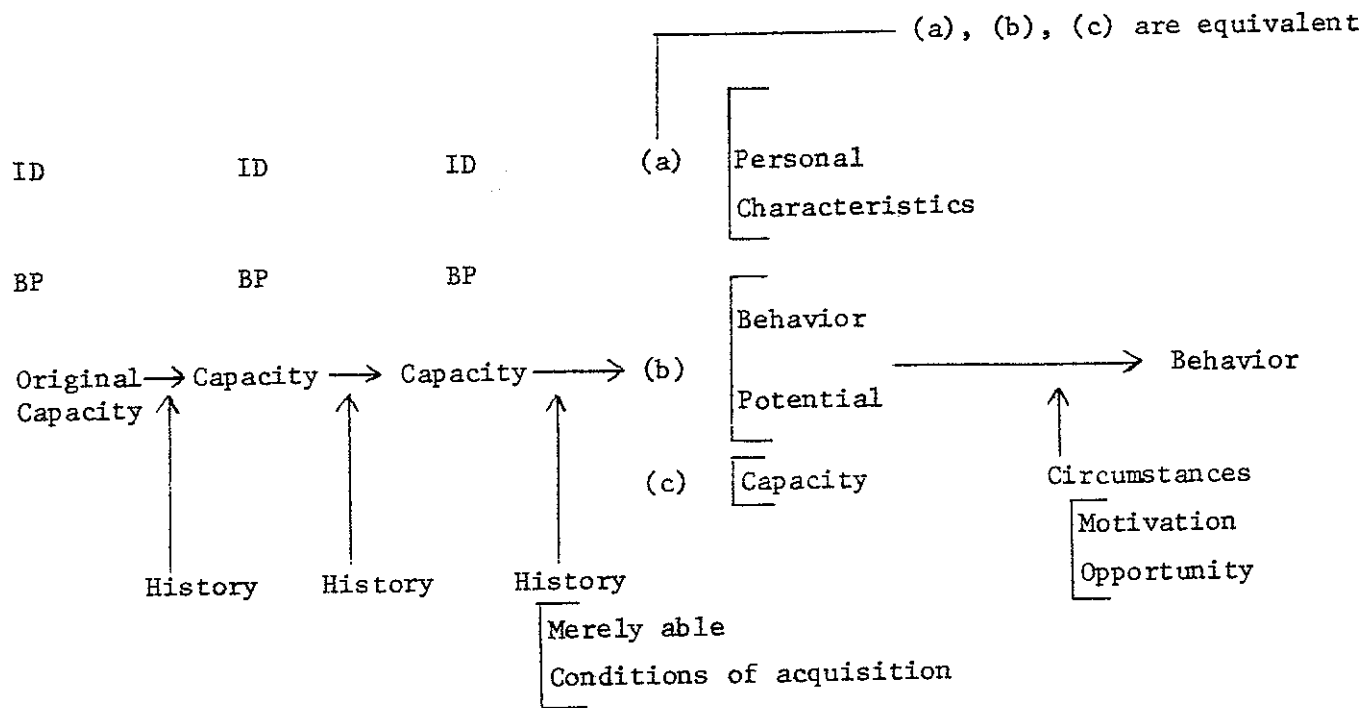 (a), (b), (c) are equivalent
ID ID ID (a) Personal
Characteristics
BP BP BP
Behavior
Original Capacity Capacity (b) Behavior
Capacity Potential
(c) Capacity Circumstances
Motivation
Opportunity
History History History
Merely able
Conditions of acquisition